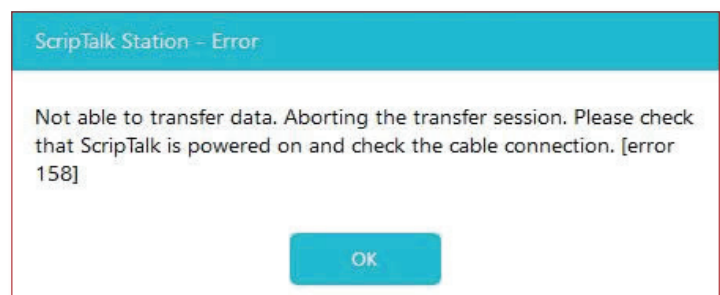 ScripTalk Station – Error
Not able to transfer data. Aborting the transfer session. Please check
that ScripTalk is powered on and check the cable connection. [error
158]
OK